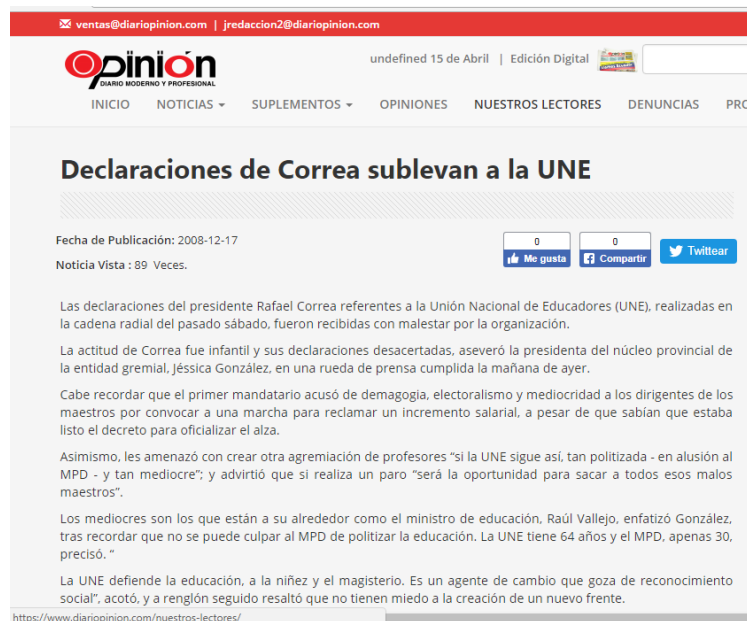 ventas@diariopinion.com | jredaccion2@diariopinion.com
Opinión
DIARIO MODERNO Y PROFESIONAL
undefined 15 de Abril | Edición Digital
INICIO NOTICIAS SUPLEMENTOS OPINIONES NUESTROS LECTORES DENUNCIAS PRO
Declaraciones de Correa sublevan a la UNE
Fecha de Publicación: 2008-12-17
Noticia Vista : 89 Veces.
0
Me gusta
0
Compartir
Twittear
Las declaraciones del presidente Rafael Correa referentes a la Unión Nacional de Educadores (UNE), realizadas en
la cadena radial del pasado sábado, fueron recibidas con malestar por la organización.
La actitud de Correa fue infantil y sus declaraciones desacertadas, aseveró la presidenta del núcleo provincial de
la entidad gremial, Jéssica González, en una rueda de prensa cumplida la mañana de ayer.
Cabe recordar que el primer mandatario acusó de demagogia, electoralismo y mediocridad a los dirigentes de los
maestros por convocar a una marcha para reclamar un incremento salarial, a pesar de que sabían que estaba
listo el decreto para oficializar el alza.
Asimismo, les amenazó con crear otra agremiación de profesores “si la UNE sigue así, tan politizada - en alusión al
MPD - y tan mediocre”; y advirtió que si realiza un paro “será la oportunidad para sacar a todos esos malos
maestros”.
Los mediocres son los que están a su alrededor como el ministro de educación, Raúl Vallejo, enfatizó González,
tras recordar que no se puede culpar al MPD de politizar la educación. La UNE tiene 64 años y el MPD, apenas 30,
precisó. “
La UNE defiende la educación, a la niñez y el magisterio. Es un agente de cambio que goza de reconocimiento
social”, acotó, y a renglón seguido resaltó que no tienen miedo a la creación de un nuevo frente.
https://www.diariopinion.com/nuestros-lectores/